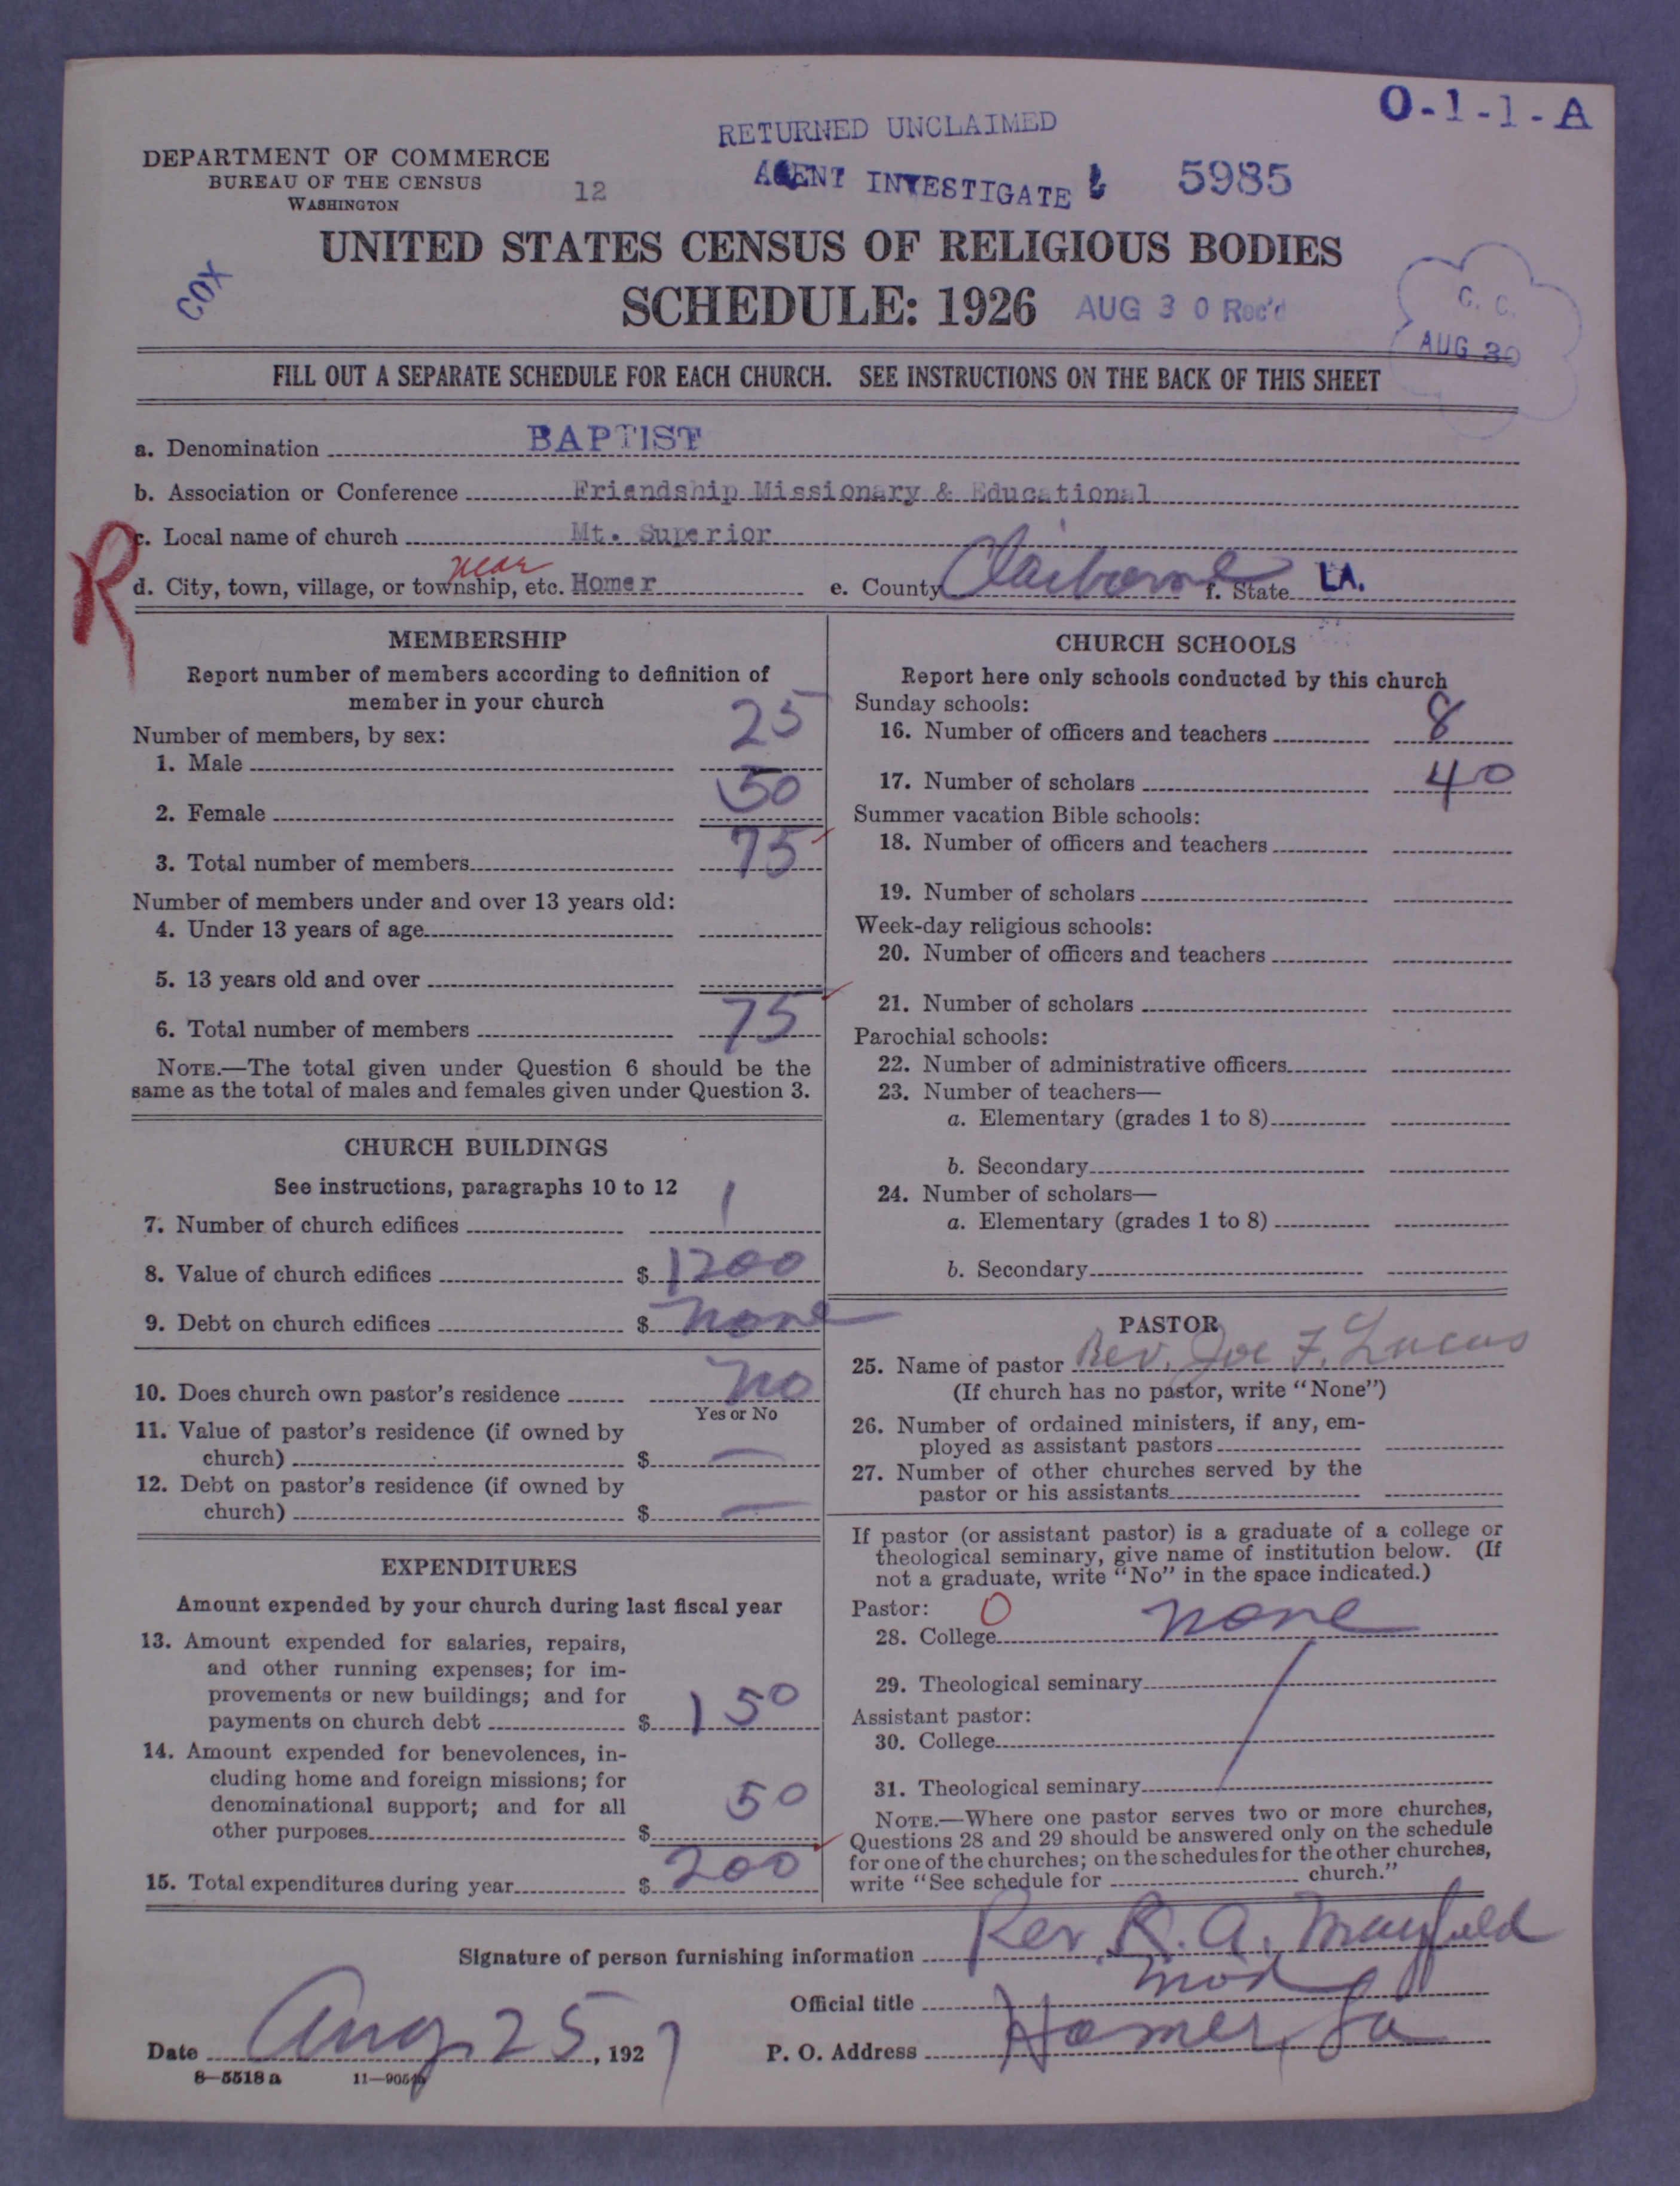 O-1-1-A
RETURNED UNCLAIMED
DEPARTMENT OF COMMERCE
BUREAU OF THE CENSUS
WASHINGTON
12
AGENT INVESTIGATE
5985
UNITED STATES CENSUS OF RELIGIOUS BODIES
COX
SCHEDULE: 1926
AUG 30 Rec'd
C. C.
AUG 30
FILL OUT A SEPARATE SCHEDULE FOR EACH CHURCH. SEE INSTRUCTIONS ON THE BACK OF THIS SHEET
a. Denomination BAPTIST
b. Association or Conference Friendship Missionary & Educational
c. Local name of church Mt. Superior
R
near
d. City, town, village, or township, etc. Homer e. County Claiborne f. State LA.
MEMBERSHIP
Report number of members according to definition of
member in your church
Number of members, by sex:
1. Male 25
2. Female 50
3. Total number of members 75
Number of members under and over 13 years old:
4. Under 13 years of age
5. 13 years old and over
6. Total number of members 75
NOTE.—The total given under Question 6 should be the
same as the total of males and females given under Question 3.
CHURCH BUILDINGS
See instructions, paragraphs 10 to 12
7. Number of church edifices 1
8. Value of church edifices $ 1200
9. Debt on church edifices $ none
10. Does church own pastor's residence no
Yes or No
11. Value of pastor's residence (if owned by
church) $ —
12. Debt on pastor's residence (if owned by
church) $ —
EXPENDITURES
Amount expended by your church during last fiscal year
13. Amount expended for salaries, repairs,
and other running expenses; for im-
provements or new buildings; and for
payments on church debt $ 150
14. Amount expended for benevolences, in-
cluding home and foreign missions; for
denominational support; and for all
other purposes $ 50
15. Total expenditures during year $ 200
CHURCH SCHOOLS
Report here only schools conducted by this church
Sunday schools:
16. Number of officers and teachers 8
17. Number of scholars 40
Summer vacation Bible schools:
18. Number of officers and teachers
19. Number of scholars
Week-day religious schools:
20. Number of officers and teachers
21. Number of scholars
Parochial schools:
22. Number of administrative officers
23. Number of teachers—
a. Elementary (grades 1 to 8)
b. Secondary
24. Number of scholars—
a. Elementary (grades 1 to 8)
b. Secondary
PASTOR
25. Name of pastor Rev. Joe F. Lucus
(If church has no pastor, write "None")
26. Number of ordained ministers, if any, em-
ployed as assistant pastors
27. Number of other churches served by the
pastor or his assistants
If pastor (or assistant pastor) is a graduate of a college or
theological seminary, give name of institution below. (If
not a graduate, write "No" in the space indicated.)
Pastor: O
28. College none
29. Theological seminary
Assistant pastor:
30. College
31. Theological seminary
NOTE.—Where one pastor serves two or more churches,
Questions 28 and 29 should be answered only on the schedule
for one of the churches; on the schedules for the other churches,
write "See schedule for church."
Signature of person furnishing information Rev. R. A. Mayfield
Official title Mod
Date Aug. 25, 1927 P. O. Address Homer, La
8-5518 a